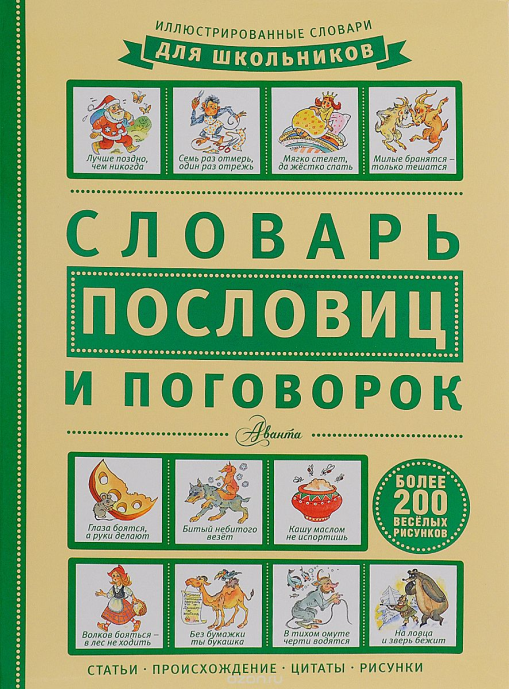 ИЛЛЮСТРИРОВАННЫЕ СЛОВАРИ
ДЛЯ ШКОЛЬНИКОВ
Лучше поздно,
чем никогда
Семь раз отмерь,
один раз отрежь
Мягко стелет,
да жёстко спать
Милые бранятся –
только тешатся
СЛОВАРЬ
ПОСЛОВИЦ
И ПОГОВОРОК
Аванта
Глаза боятся,
а руки делают
Битый небитого
везёт
Кашу маслом
не испортишь
БОЛЕЕ
200
ВЕСЁЛЫХ
РИСУНКОВ
Волков бояться –
в лес не ходить
Без бумажки
ты букашка
В тихом омуте
черти водятся
На ловца
и зверь бежит
СТАТЬИ · ПРОИСХОЖДЕНИЕ · ЦИТАТЫ · РИСУНКИ